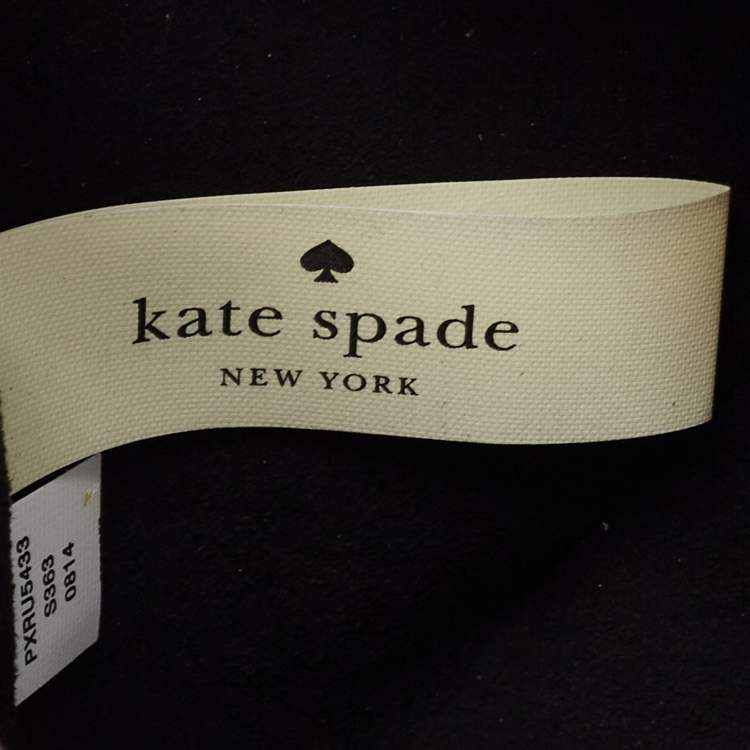 kate spade
NEW YORK
PXRU5433
S363
0814